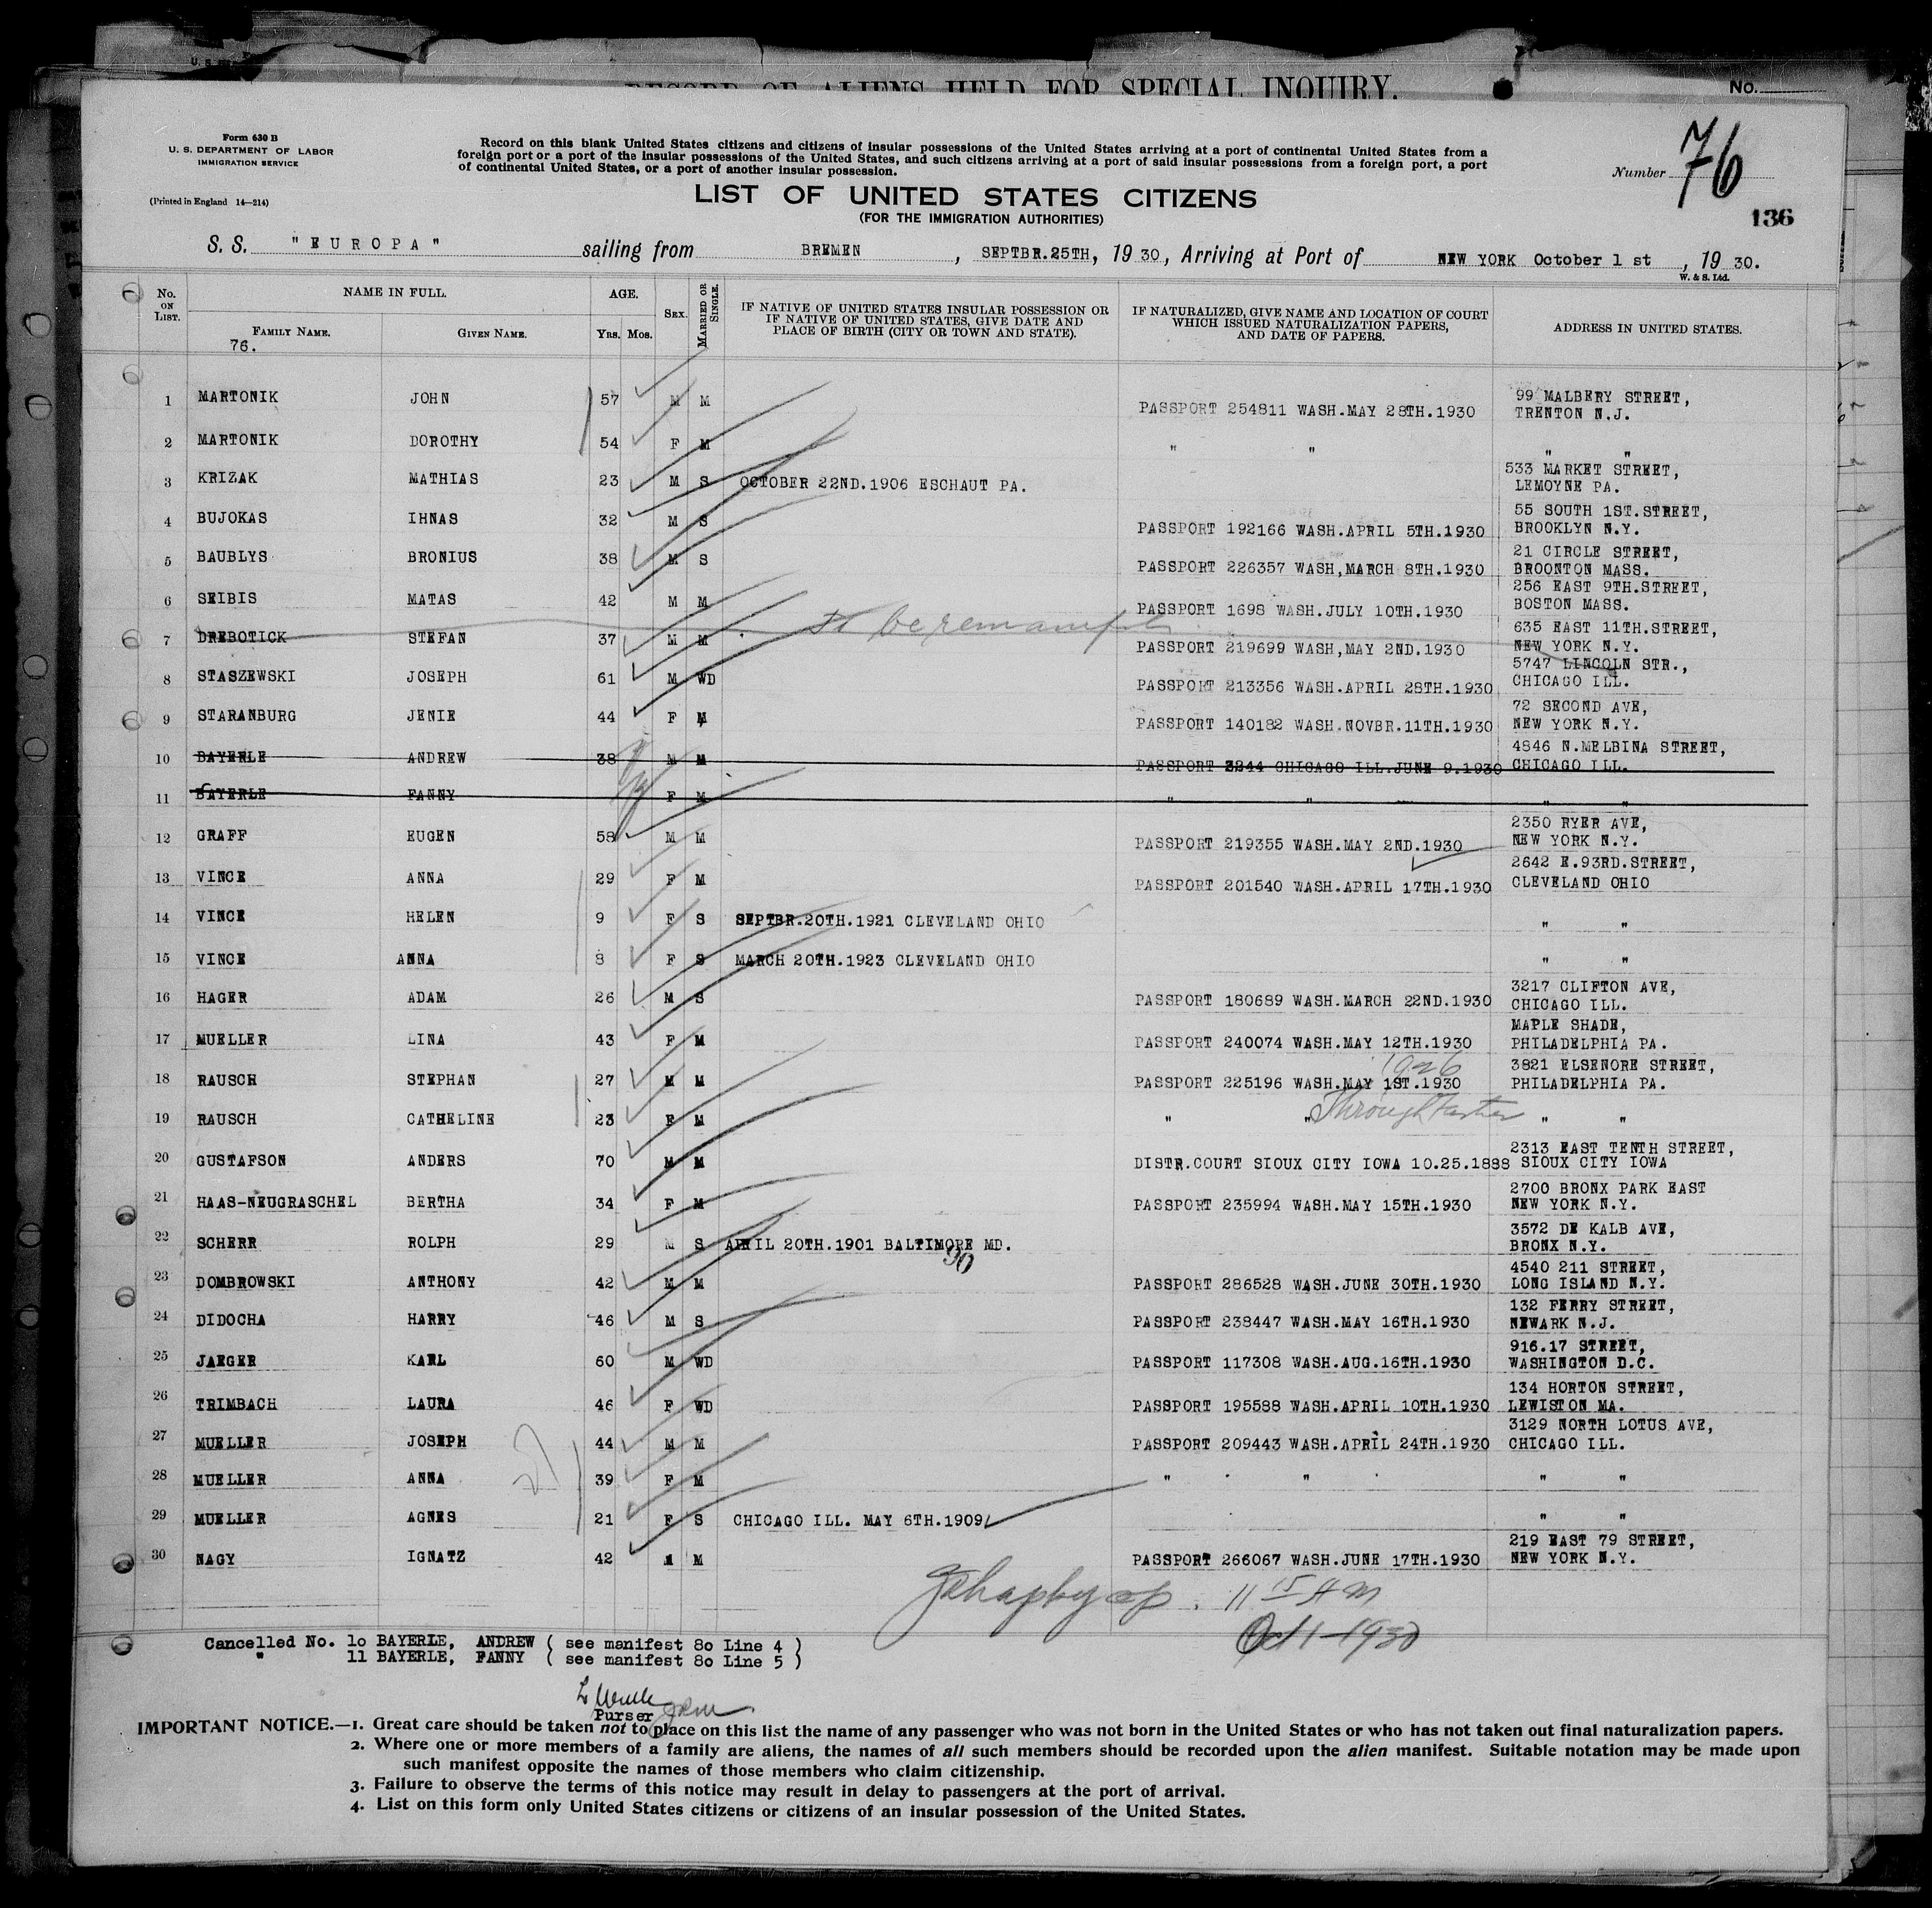 RECORD OF ALIENS HELD FOR SPECIAL INQUIRY.
No.
Form 630 B
U. S. DEPARTMENT OF LABOR
IMMIGRATION SERVICE
(Printed in England 14—214)
Record on this blank United States citizens and citizens of insular possessions of the United States arriving at a port of continental United States from a
foreign port or a port of the insular possessions of the United States, and such citizens arriving at a port of said insular possessions from a foreign port, a port
of continental United States, or a port of another insular possession.
Number 76
LIST OF UNITED STATES CITIZENS
(FOR THE IMMIGRATION AUTHORITIES)
136
S. S. "EUROPA" sailing from BREMEN, SEPTBR.25TH, 19 30, Arriving at Port of NEW YORK October 1 st, 19 30.
W. & S. Ltd.
No. ON LIST. NAME IN FULL. FAMILY NAME. GIVEN NAME. AGE. Yrs. Mos. SEX. MARRIED OR SINGLE. IF NATIVE OF UNITED STATES INSULAR POSSESSION OR IF NATIVE OF UNITED STATES, GIVE DATE AND PLACE OF BIRTH (CITY OR TOWN AND STATE). IF NATURALIZED, GIVE NAME AND LOCATION OF COURT WHICH ISSUED NATURALIZATION PAPERS, AND DATE OF PAPERS. ADDRESS IN UNITED STATES.
76.
1 MARTONIK JOHN 57 M M PASSPORT 254811 WASH.MAY 28TH.1930 99 MALBERY STREET, TRENTON N.J.
2 MARTONIK DOROTHY 54 F M " " " "
3 KRIZAK MATHIAS 23 M S OCTOBER 22ND.1906 ESCHAUT PA. 533 MARKET STREET, LEMOYNE PA.
4 BUJOKAS IHNAS 32 M S PASSPORT 192166 WASH.APRIL 5TH.1930 55 SOUTH 1ST.STREET, BROOKLYN N.Y.
5 BAUBLYS BRONIUS 38 M S PASSPORT 226357 WASH,MARCH 8TH.1930 21 CIRCLE STREET, BROONTON MASS.
6 SEIBIS MATAS 42 M M PASSPORT 1698 WASH.JULY 10TH.1930 256 EAST 9TH.STREET, BOSTON MASS.
to be remanif
7 DREBOTICK STEFAN 37 M M PASSPORT 219699 WASH,MAY 2ND.1930 635 EAST 11TH.STREET, NEW YORK N.Y.
8 STASZEWSKI JOSEPH 61 M WD PASSPORT 213356 WASH.APRIL 28TH.1930 5747 LINCOLN STR., CHICAGO ILL.
9 STARANBURG JENIE 44 F M PASSPORT 140182 WASH.NOVBR.11TH.1930 72 SECOND AVE, NEW YORK N.Y.
10 BAYERLE ANDREW 38 M M PASSPORT 3244 CHICAGO ILL.JUNE 9.1930 4846 N.MELBINA STREET, CHICAGO ILL.
11 BAYERLE FANNY F M " " " "
12 GRAFF EUGEN 58 M M PASSPORT 219355 WASH.MAY 2ND.1930 2350 RYER AVE, NEW YORK N.Y.
13 VINCE ANNA 29 F M PASSPORT 201540 WASH.APRIL 17TH.1930 2642 E.93RD.STREET, CLEVELAND OHIO
14 VINCE HELEN 9 F S SEPTBR.20TH.1921 CLEVELAND OHIO " "
15 VINCE ANNA 8 F S MARCH 20TH.1923 CLEVELAND OHIO " "
16 HAGER ADAM 26 M S PASSPORT 180689 WASH.MARCH 22ND.1930 3217 CLIFTON AVE, CHICAGO ILL.
17 MUELLER LINA 43 F M PASSPORT 240074 WASH.MAY 12TH.1930 MAPLE SHADE, PHILADELPHIA PA.
1926
18 RAUSCH STEPHAN 27 M M PASSPORT 225196 WASH.MAY 1ST.1930 3821 ELSENORE STREET, PHILADELPHIA PA.
19 RAUSCH CATHELINE 23 F M " " Through " "
20 GUSTAFSON ANDERS 70 M M DISTR.COURT SIOUX CITY IOWA 10.25.1888 2313 EAST TENTH STREET, SIOUX CITY IOWA
21 HAAS-NEUGRASCHEL BERTHA 34 F M PASSPORT 235994 WASH.MAY 15TH.1930 2700 BRONX PARK EAST NEW YORK N.Y.
22 SCHERR ROLPH 29 M S APRIL 20TH.1901 BALTIMORE MD. 3572 DE KALB AVE, BRONX N.Y.
90
23 DOMBROWSKI ANTHONY 42 M M PASSPORT 286528 WASH.JUNE 30TH.1930 4540 211 STREET, LONG ISLAND N.Y.
24 DIDOCHA HARRY 46 M S PASSPORT 238447 WASH.MAY 16TH.1930 132 FERRY STREET, NEWARK N.J.
25 JAEGER KARL 60 M WD PASSPORT 117308 WASH.AUG.16TH.1930 916.17 STREET, WASHINGTON D.C.
26 TRIMBACH LAURA 46 F WD PASSPORT 195588 WASH.APRIL 10TH.1930 134 HORTON STREET, LEWISTON MA.
27 MUELLER JOSEPH 44 M M PASSPORT 209443 WASH.APRIL 24TH.1930 3129 NORTH LOTUS AVE, CHICAGO ILL.
28 MUELLER ANNA 39 F M " " " "
29 MUELLER AGNES 21 F S CHICAGO ILL. MAY 6TH.1909 " "
30 NAGY IGNATZ 42 M M PASSPORT 266067 WASH.JUNE 17TH.1930 219 EAST 79 STREET, NEW YORK N.Y.
11 15 AM
Oct 1-1930
Cancelled No. 10 BAYERLE, ANDREW ( see manifest 80 Line 4 )
" 11 BAYERLE, FANNY ( see manifest 80 Line 5 )
Purser
IMPORTANT NOTICE.—1. Great care should be taken not to place on this list the name of any passenger who was not born in the United States or who has not taken out final naturalization papers.
2. Where one or more members of a family are aliens, the names of all such members should be recorded upon the alien manifest. Suitable notation may be made upon
such manifest opposite the names of those members who claim citizenship.
3. Failure to observe the terms of this notice may result in delay to passengers at the port of arrival.
4. List on this form only United States citizens or citizens of an insular possession of the United States.